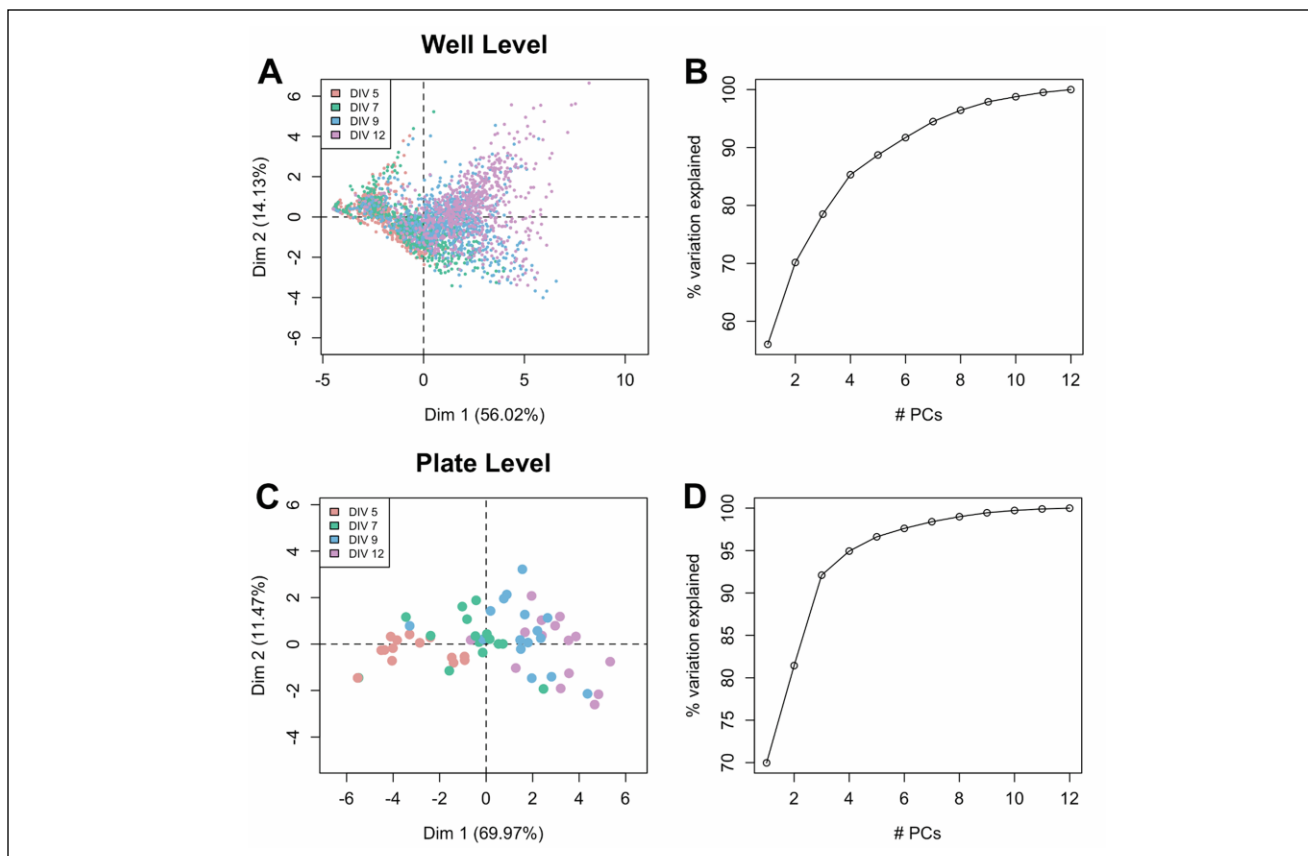 Well Level
A
DIV 5
DIV 7
DIV 9
DIV 12
6
4
2
0
-2
-4
-6
Dim 2 (14.13%)
-5
0
5
10
Dim 1 (56.02%)
B
100
90
80
70
60
% variation explained
2
4
6
8
10
12
# PCs
Plate Level
C
DIV 5
DIV 7
DIV 9
DIV 12
6
4
2
0
-2
-4
Dim 2 (11.47%)
-6
-4
-2
0
2
4
6
Dim 1 (69.97%)
D
100
95
90
85
80
75
70
% variation explained
2
4
6
8
10
12
# PCs